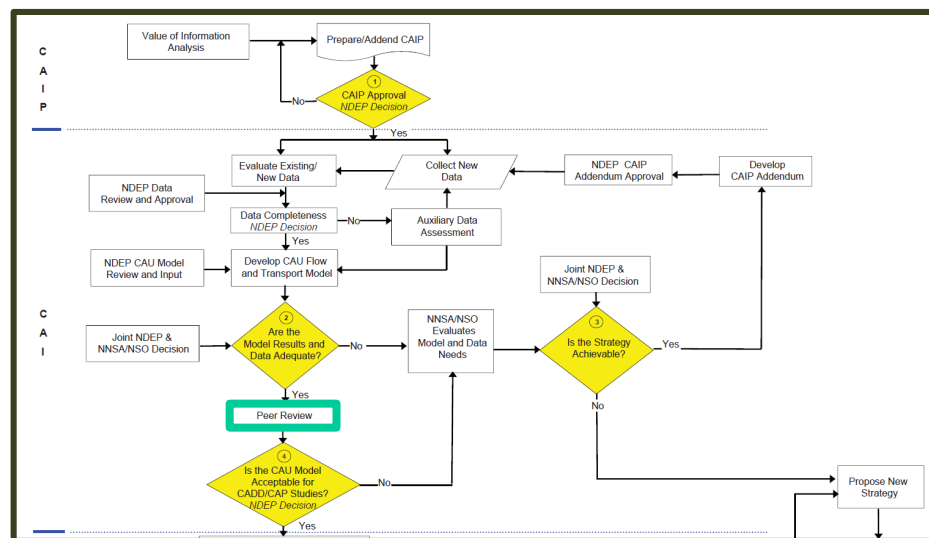 Value of Information
Analysis
Prepare/Addend CAIP
C
A
I
P
1
CAIP Approval
NDEP Decision
No
Yes
Evaluate Existing/
New Data
Collect New
Data
NDEP CAIP
Addendum Approval
Develop
CAIP Addendum
NDEP Data
Review and Approval
Data Completeness
NDEP Decision
No
Auxiliary Data
Assessment
Yes
NDEP CAU Model
Review and Input
Develop CAU Flow
and Transport Model
Joint NDEP &
NNSA/NSO Decision
C
A
I
2
Are the
Model Results and
Data Adequate?
Joint NDEP &
NNSA/NSO Decision
No
NNSA/NSO
Evaluates
Model and Data
Needs
3
Is the Strategy
Achievable?
Yes
Yes
No
Peer Review
4
Is the CAU Model
Acceptable for
CADD/CAP Studies?
NDEP Decision
No
Propose New
Strategy
Yes